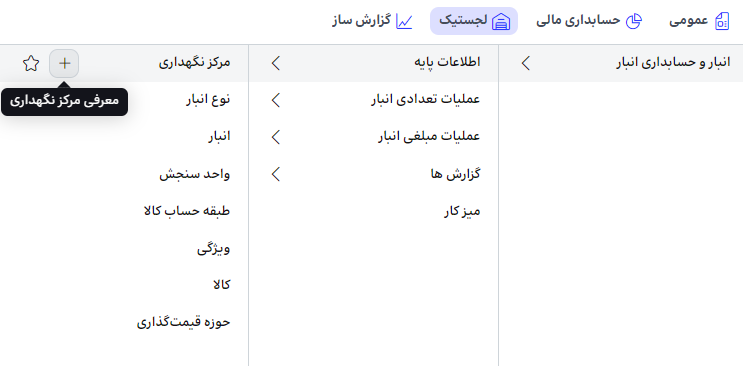 عمومی
حسابداری مالی
لجستیک
گزارش ساز
انبار و حسابداری انبار
اطلاعات پایه
عملیات تعدادی انبار
عملیات مبلغی انبار
گزارش ها
میز کار
مرکز نگهداری
معرفی مرکز نگهداری
نوع انبار
انبار
واحد سنجش
طبقه حساب کالا
ویژگی
کالا
حوزه قیمت‌گذاری